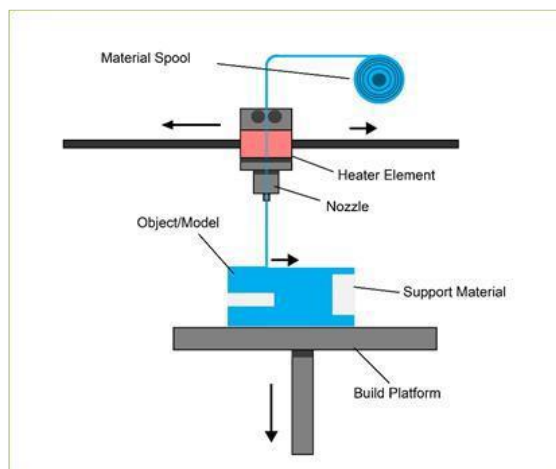 Material Spool
Heater Element
Nozzle
Object/Model
Support Material
Build Platform